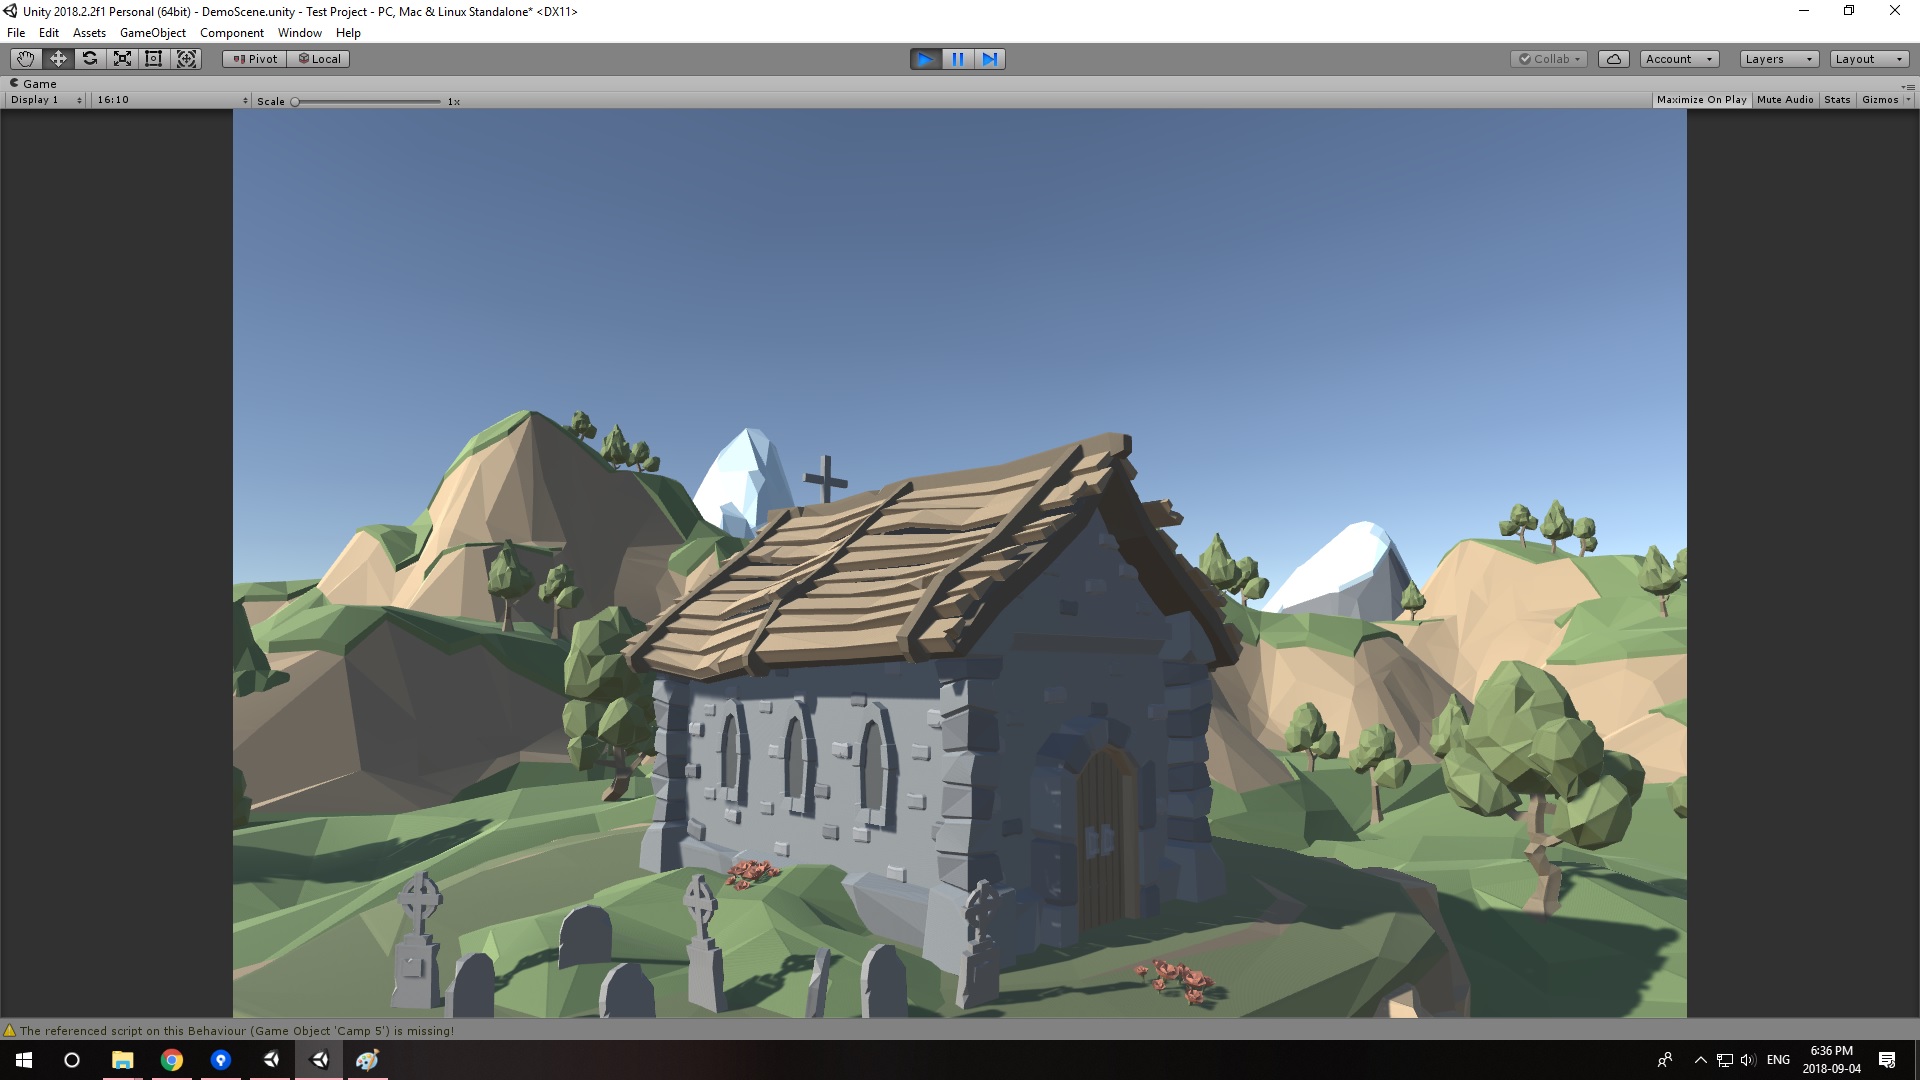 Unity 2018.2.2f1 Personal (64bit) - DemoScene.unity - Test Project - PC, Mac & Linux Standalone* <DX11>
File Edit Assets GameObject Component Window Help
Pivot Local Collab Account Layers Layout
Game
Display 1 16:10 Scale 1x Maximize On Play Mute Audio Stats Gizmos
The referenced script on this Behaviour (Game Object 'Camp 5') is missing!
ENG 6:36 PM
2018-09-04